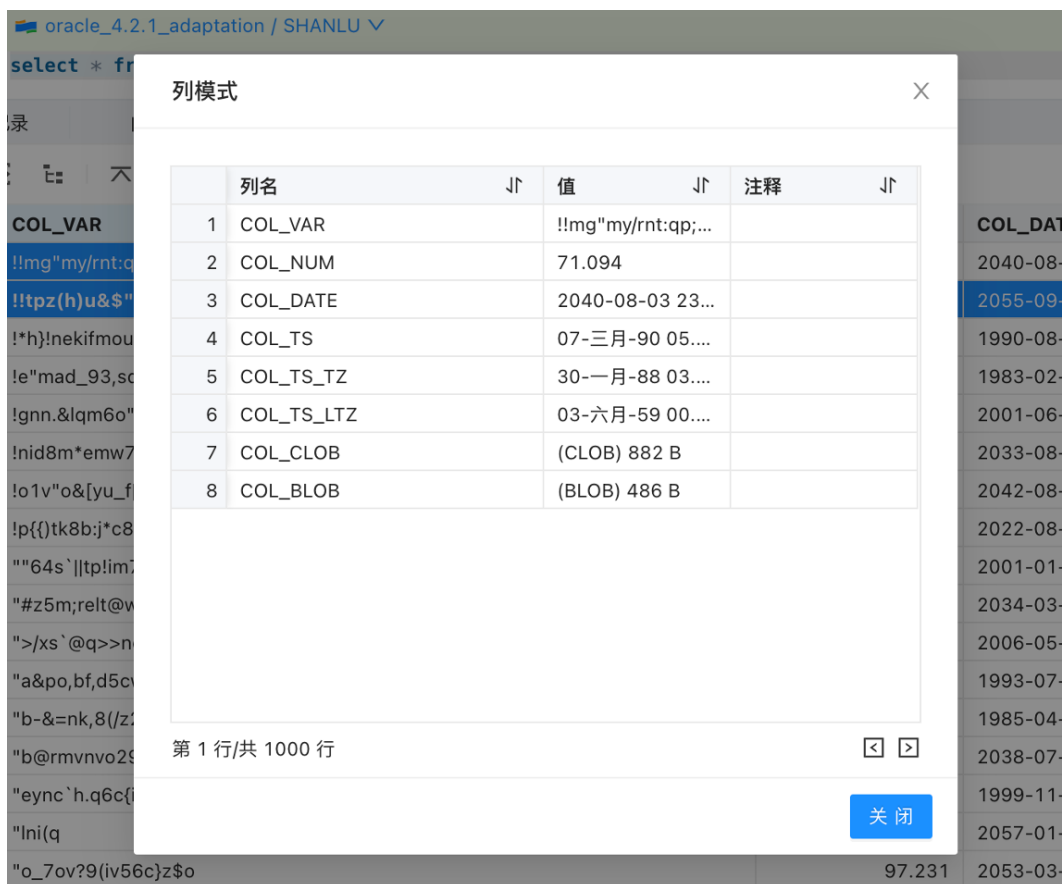 oracle_4.2.1_adaptation / SHANLU
select * fr
录
列模式
COL_VAR
COL_DAT
列名 值 注释
1 COL_VAR !!mg"my/rnt:qp;...
2 COL_NUM 71.094
3 COL_DATE 2040-08-03 23...
4 COL_TS 07-三月-90 05....
5 COL_TS_TZ 30-一月-88 03....
6 COL_TS_LTZ 03-六月-59 00....
7 COL_CLOB (CLOB) 882 B
8 COL_BLOB (BLOB) 486 B
!!mg"my/rnt:q 2040-08-
!!tpz(h)u&$" 2055-09-
!*h}!nekifmou 1990-08-
!e"mad_93,sc 1983-02-
!gnn.&lqm6o" 2001-06-
!nid8m*emw7 2033-08-
!o1v"o&[yu_f 2042-08-
!p{{)tk8b:j*c8 2022-08-
""64s`||tp!im7 2001-01-
"#z5m;relt@w 2034-03-
">/xs`@q>>n 2006-05-
"a&po,bf,d5cv 1993-07-
"b-&=nk,8(/z2 1985-04-
"b@rmvnvo29 2038-07-
"eync`h.q6c{i 1999-11-
"lni(q 2057-01-
"o_7ov?9(iv56c}z$o 97.231 2053-03-
第 1 行/共 1000 行
关 闭